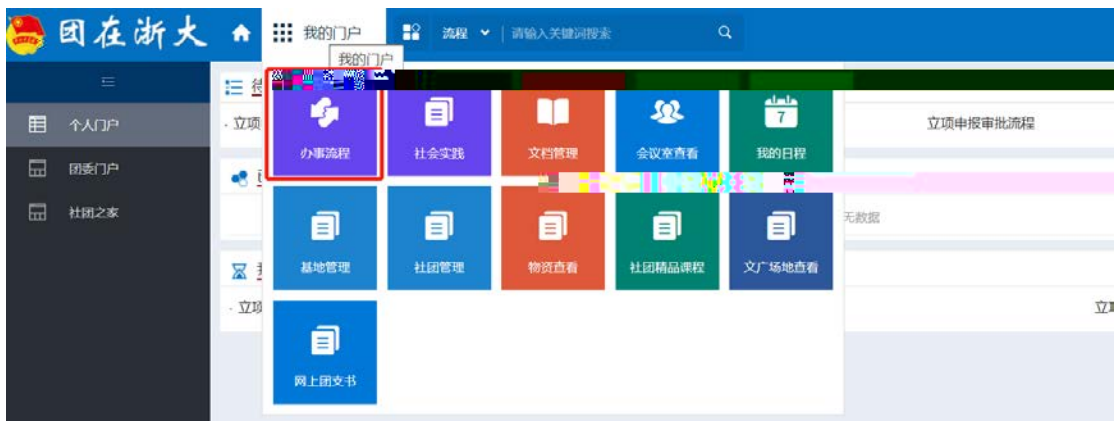 团在浙大
我的门户
流程
请输入关键词搜索
我的门户
个人门户
团委门户
社团之家
待
· 立项
立项申报审批流程
办事流程
社会实践
文档管理
会议室查看
7
我的日程
无数据
基地管理
社团管理
物资查看
社团精品课程
文广场地查看
· 立项
立项
网上团支书